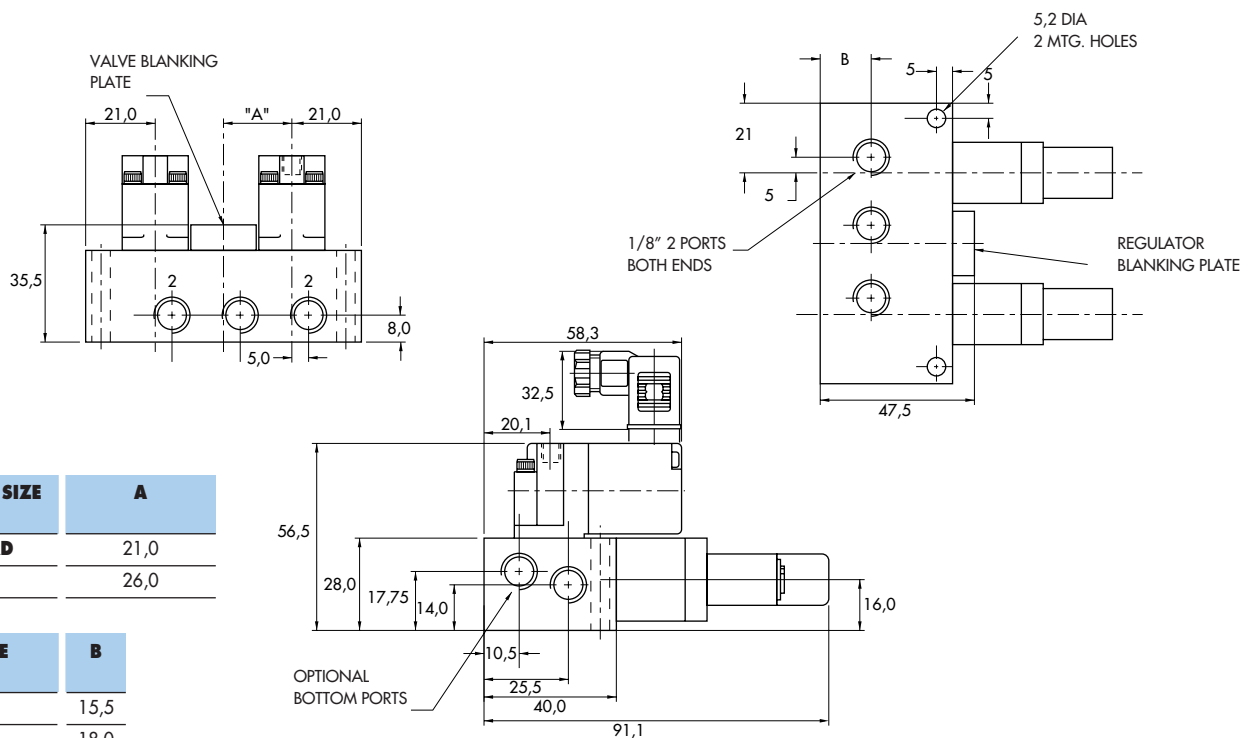 VALVE BLANKING
PLATE
21,0
"A"
21,0
35,5
2
2
8,0
5,0
5,2 DIA
2 MTG. HOLES
B
5
5
21
5
1/8" 2 PORTS
BOTH ENDS
REGULATOR
BLANKING PLATE
47,5
58,3
32,5
20,1
56,5
28,0
17,75
14,0
16,0
10,5
25,5
40,0
91,1
OPTIONAL
BOTTOM PORTS
SIZE A
21,0
26,0
B
15,5
18,0